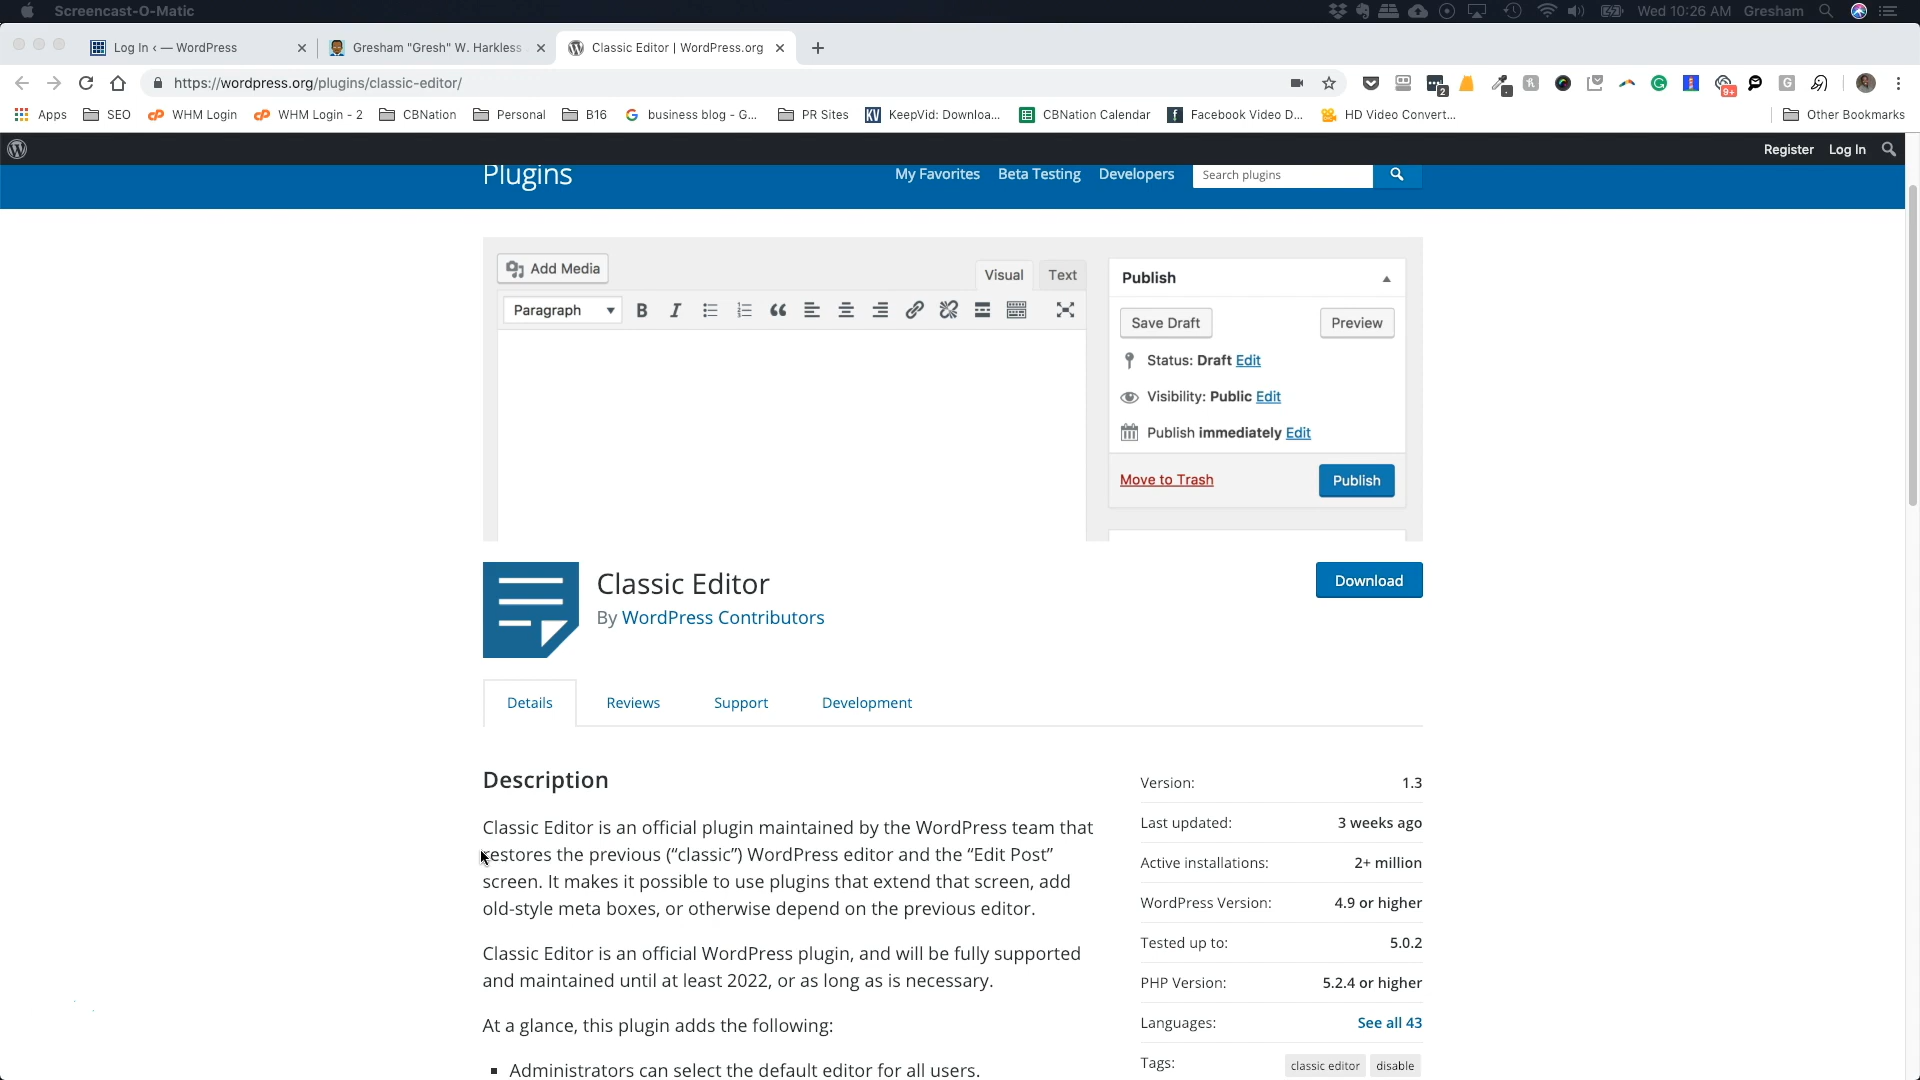 Screencast-O-Matic
Wed 10:26 AM Gresham
Log In ‹ — WordPress
Gresham "Gresh" W. Harkless
Classic Editor | WordPress.org
https://wordpress.org/plugins/classic-editor/
2
9+
Apps SEO WHM Login WHM Login - 2 CBNation Personal B16 business blog - G... PR Sites KeepVid: Downloa... CBNation Calendar Facebook Video D... HD Video Convert... Other Bookmarks
Register Log In
Plugins
My Favorites Beta Testing Developers Search plugins
Add Media
Visual Text
Paragraph
Publish
Save Draft Preview
Status: Draft Edit
Visibility: Public Edit
Publish immediately Edit
Move to Trash Publish
Classic Editor
Download
By WordPress Contributors
Details Reviews Support Development
Description
Classic Editor is an official plugin maintained by the WordPress team that
restores the previous (“classic”) WordPress editor and the “Edit Post”
screen. It makes it possible to use plugins that extend that screen, add
old-style meta boxes, or otherwise depend on the previous editor.
Classic Editor is an official WordPress plugin, and will be fully supported
and maintained until at least 2022, or as long as is necessary.
At a glance, this plugin adds the following:
Administrators can select the default editor for all users.
Version: 1.3
Last updated: 3 weeks ago
Active installations: 2+ million
WordPress Version: 4.9 or higher
Tested up to: 5.0.2
PHP Version: 5.2.4 or higher
Languages: See all 43
Tags: classic editor disable